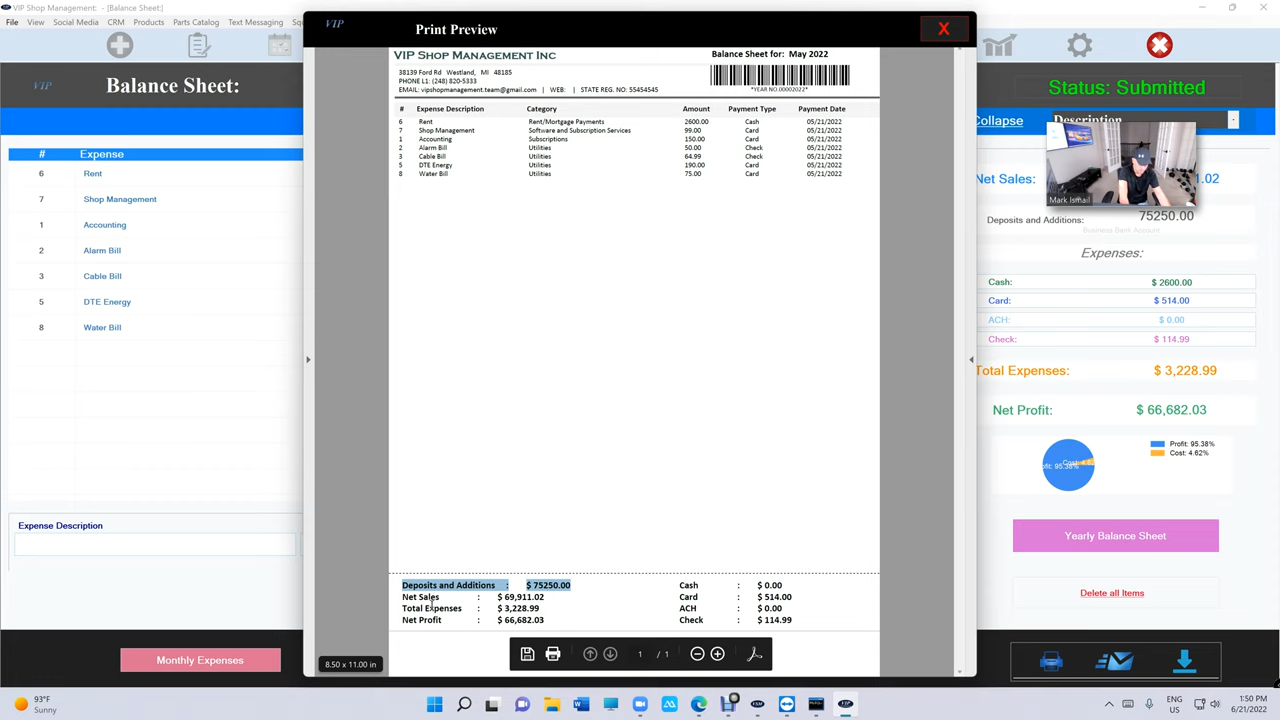 VIP Shop Management - [Balance Sheet]
File View Social Media CRM Products Parts Catalog Text Messaging
VIP Balance Sheet:
# Expense
6 Rent
7 Shop Management
1 Accounting
2 Alarm Bill
3 Cable Bill
5 DTE Energy
8 Water Bill
Expense Description
Monthly Expenses
VIP Print Preview X
VIP Shop Management Inc
38139 Ford Rd Westland, MI 48185
PHONE L1: (248) 820-5333
EMAIL: vipshopmanagement.team@gmail.com | WEB: | STATE REG. NO: 55454545
Balance Sheet for: May 2022
*YEAR NO.00002022*
# Expense Description Category Amount Payment Type Payment Date
6 Rent Rent/Mortgage Payments 2600.00 Cash 05/21/2022
7 Shop Management Software and Subscription Services 99.00 Card 05/21/2022
1 Accounting Subscriptions 150.00 Card 05/21/2022
2 Alarm Bill Utilities 50.00 Check 05/21/2022
3 Cable Bill Utilities 64.99 Check 05/21/2022
5 DTE Energy Utilities 190.00 Card 05/21/2022
8 Water Bill Utilities 75.00 Card 05/21/2022
Deposits and Additions : $ 75250.00 Cash : $ 0.00
Net Sales : $ 69,911.02 Card : $ 514.00
Total Expenses : $ 3,228.99 ACH : $ 0.00
Net Profit : $ 66,682.03 Check : $ 114.99
1 / 1
8.50 x 11.00 in
Status: Submitted
Collapse Description
Mark Ismail
Net Sales: 1.02
Deposits and Additions: 75250.00
Business Bank Account
Expenses:
Cash: $ 2600.00
Card: $ 514.00
ACH: $ 0.00
Check: $ 114.99
Total Expenses: $ 3,228.99
Net Profit: $ 66,682.03
Profit: 95.38%
Cost: 4.62%
Yearly Balance Sheet
Delete all Items
93°F
Sunny
ENG
US
1:50 PM
6/21/2022